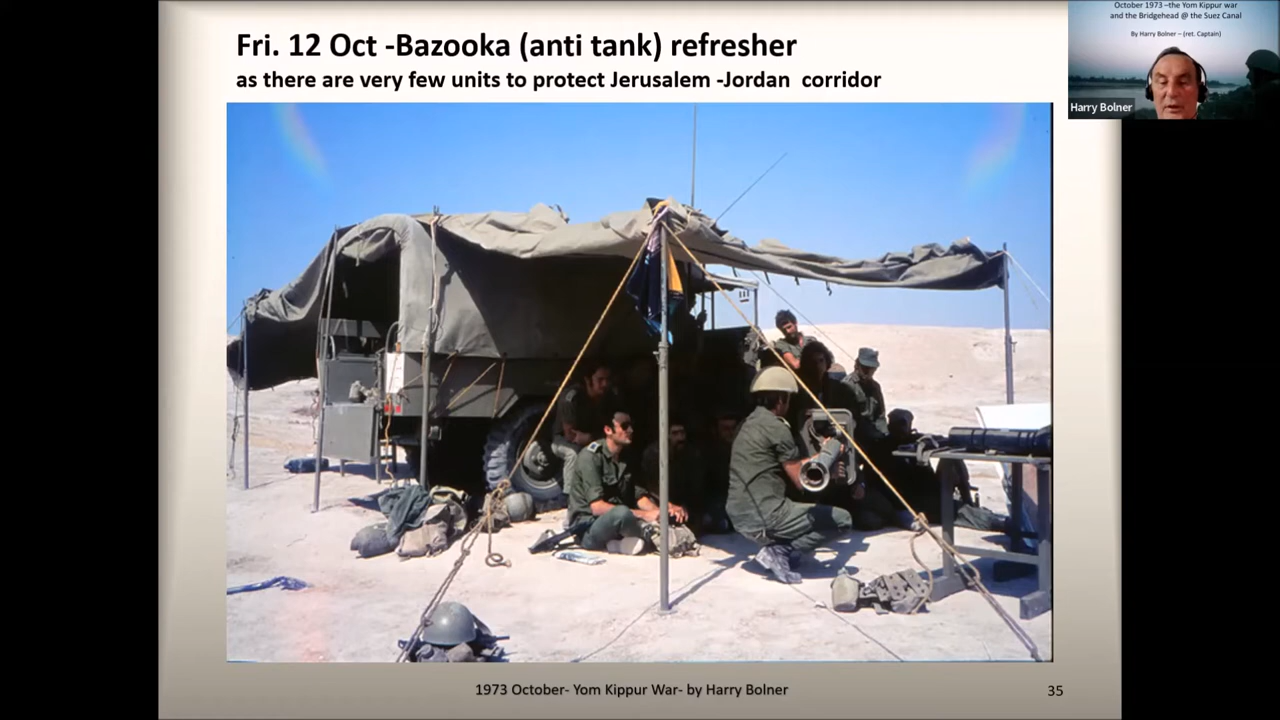 Fri. 12 Oct -Bazooka (anti tank) refresher
as there are very few units to protect Jerusalem -Jordan  corridor
October 1973 –the Yom Kippur war
and the Bridgehead @ the Suez Canal
By Harry Bolner – (ret. Captain)
Harry Bolner
1973 October- Yom Kippur War- by Harry Bolner
35